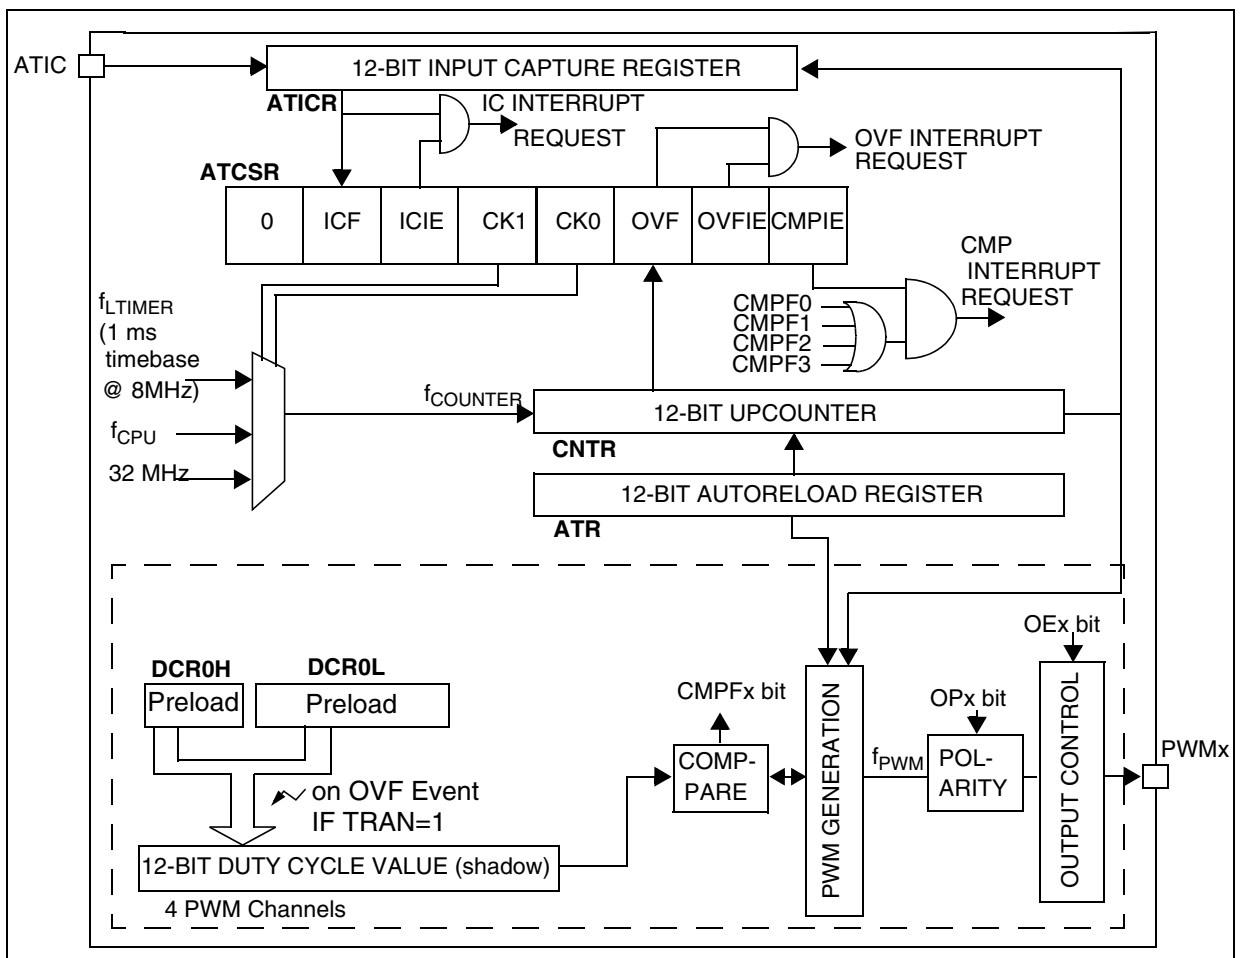 ATIC
12-BIT INPUT CAPTURE REGISTER
ATICR
IC INTERRUPT
REQUEST
OVF INTERRUPT
REQUEST
ATCSR
0
ICF
ICIE
CK1
CK0
OVF
OVFIE
CMPIE
CMP
INTERRUPT
REQUEST
CMPF0
CMPF1
CMPF2
CMPF3
fLTIMER
(1 ms
timebase
@ 8MHz)
fCPU
32 MHz
fCOUNTER
12-BIT UPCOUNTER
CNTR
12-BIT AUTORELOAD REGISTER
ATR
DCR0H
DCR0L
Preload
Preload
on OVF Event
IF TRAN=1
12-BIT DUTY CYCLE VALUE (shadow)
4 PWM Channels
CMPFx bit
COMP-
PARE
PWM GENERATION
fPWM
OPx bit
POL-
ARITY
OEx bit
OUTPUT CONTROL
PWMx